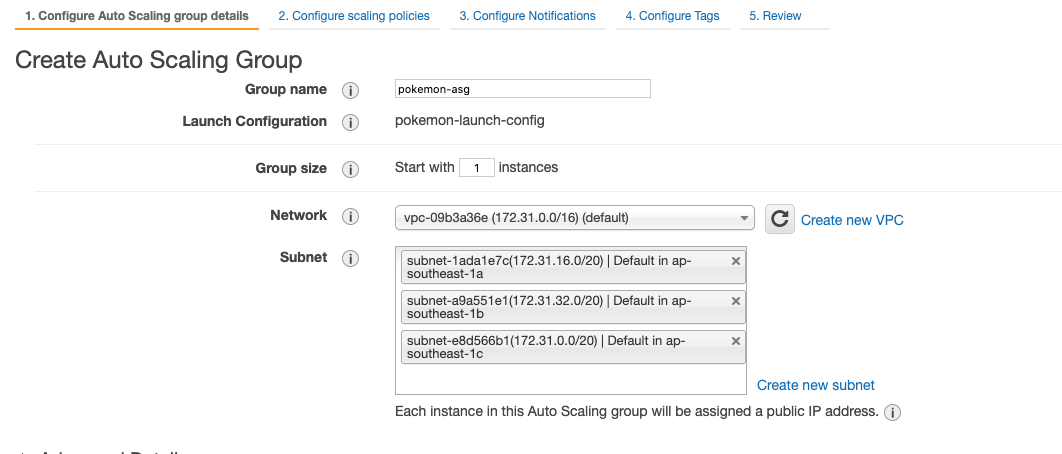 1. Configure Auto Scaling group details 2. Configure scaling policies 3. Configure Notifications 4. Configure Tags 5. Review
Create Auto Scaling Group
Group name i pokemon-asg
Launch Configuration i pokemon-launch-config
Group size i Start with 1 instances
Network i vpc-09b3a36e (172.31.0.0/16) (default) Create new VPC
Subnet i
subnet-1ada1e7c(172.31.16.0/20) | Default in ap-
southeast-1a ×
subnet-a9a551e1(172.31.32.0/20) | Default in ap-
southeast-1b ×
subnet-e8d566b1(172.31.0.0/20) | Default in ap-
southeast-1c ×
Create new subnet
Each instance in this Auto Scaling group will be assigned a public IP address. i